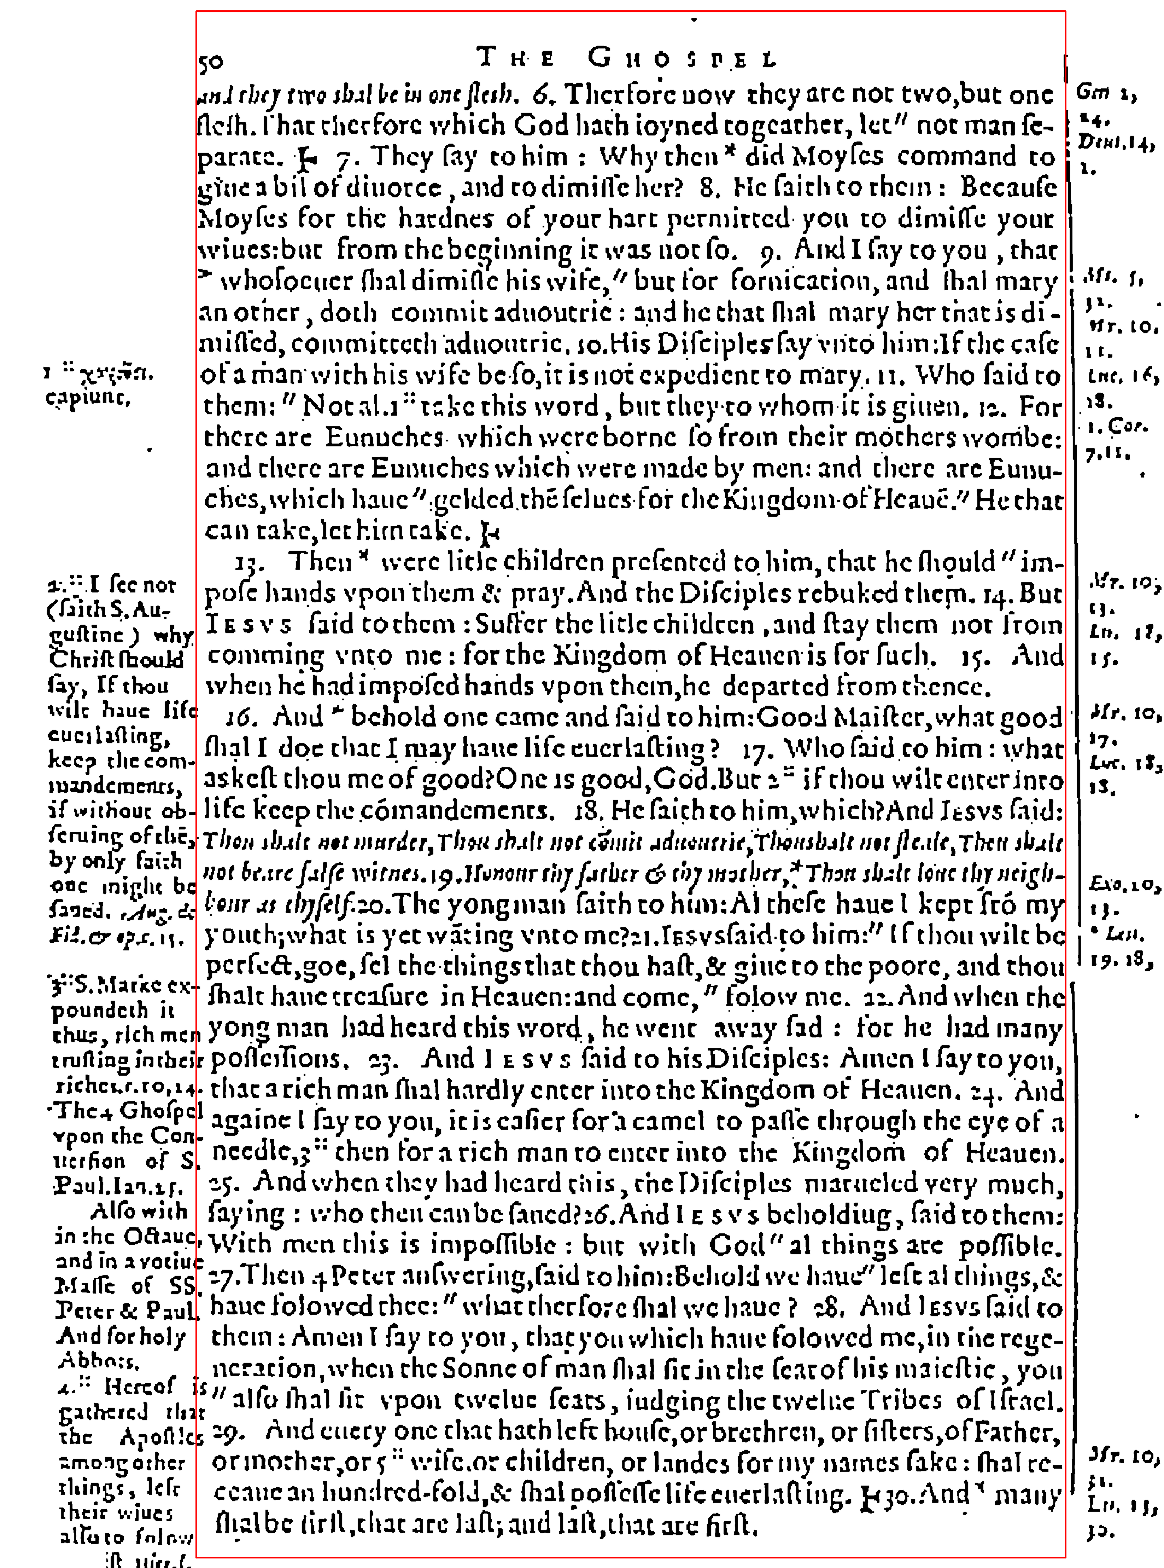 50 THE GHOSPEL
and they two shal be in one flesh. 6. Therfore now they are not two, but one
flesh. That therfore which God hath ioyned togeather, let" not man se-
parate. 7. They say to him: Why then * did Moyses command to
giue a bil of diuorce, and to dimisse her? 8. He saith to them: Because
Moyses for the hardnes of your hart permitted you to dimisse your
wiues: but from the beginning it was not so. 9. And I say to you, that
* whosoeuer shal dimisse his wife," but for fornication, and shal mary
an other, doth commit aduoutrie: and he that shal mary her that is di-
missed, committeth aduoutrie. 10. His Disciples say vnto him: If the case
of a man with his wife be so, it is not expedient to mary. 11. Who said to
them: " Not al. 1 :: take this word, but they to whom it is giuen. 12. For
there are Eunuches which were borne so from their mothers wombe:
and there are Eunuches which were made by men: and there are Eunu-
ches, which haue " gelded thē selues for the Kingdom of Heauē. " He that
can take, let him take.
13. Then * were litle children presented to him, that he should " im-
pose hands vpon them & pray. And the Disciples rebuked them. 14. But
IESVS said to them: Suffer the litle children, and stay them not from
comming vnto me: for the Kingdom of Heauen is for such. 15. And
when he had imposed hands vpon them, he departed from thence.
16. And * behold one came and said to him: Good Maister, what good
shal I doe that I may haue life euerlasting? 17. Who said to him: what
askest thou me of good? One is good, God. But 2 :: if thou wilt enter into
life keep the cōmandements. 18. He saith to him, which? And IESVS said:
Thou shalt not murder, Thou shalt not cōmit aduoutrie, Thou shalt not steale, Thou shalt
not beare false witnes. 19. Honour thy father & thy mother, * Thou shalt loue thy neigh-
bour as thyself. 20. The yong man saith to him: Al these haue I kept frō my
youth; what is yet wāting vnto me? 21. IESVS said to him: " If thou wilt be
perfect, goe, sel the things that thou hast, & giue to the poore, and thou
shalt haue treasure in Heauen: and come, " folow me. 22. And when the
yong man had heard this word, he went away sad: for he had many
possessions. 23. And IESVS said to his Disciples: Amen I say to you,
that a rich man shal hardly enter into the Kingdom of Heauen. 24. And
againe I say to you, it is easier for a camel to passe through the eye of a
needle, 3 :: then for a rich man to enter into the Kingdom of Heauen.
25. And when they had heard this, the Disciples marueled very much,
saying: who then can be saued? 26. And IESVS beholding, said to them:
With men this is impossible: but with God " al things are possible.
27. Then 4 Peter answering, said to him: Behold we haue " left al things, &
haue folowed thee: " what therfore shal we haue? 28. And IESVS said to
them: Amen I say to you, that you which haue folowed me, in the rege-
neration, when the Sonne of man shal sit in the seat of his maiestie, you
" also shal sit vpon twelue seats, iudging the twelue Tribes of Israel.
29. And euery one that hath left house, or brethren, or sisters, of Father,
or mother, or 5 :: wife. or children, or landes for my names sake: shal re-
ceaue an hundred-fold, & shal possesse life euerlasting. 30. And * many
shal be first, that are last; and last, that are first.
capiunt.
2. :: I see not
(saith S. Au-
gustine) why
Christ should
say, If thou
wilt haue life
euerlasting,
keep the com-
mandements,
if without ob-
seruing of thē,
by only faith
one might be
saued. Aug. de
Fid. & op. c. 15.
3 :: S. Marke ex-
poundeth it
thus, rich men
trusting in their
riches. c. 10, 24.
The 4 Ghospel
vpon the Con-
uersion of S.
Paul. Ian. 25.
Also with
in the Octaue,
and in a votiue
Masse of SS.
Peter & Paul.
And for holy
Abbots.
4. :: Hereof is
gathered that
the Apostles
among other
things, left
their wiues
also to folow
Gen 2,
24.
Deut. 24,
1.
Mt. 5,
32.
Mr. 10.
11.
Luc. 16,
18.
1. Cor.
7. 11.
Mr. 10,
13.
Lu. 18,
15.
Mr. 10,
17.
Luc. 18,
18.
Exo. 20,
13.
* Leu.
19. 18,
Mr. 10,
31.
Lu. 13,
30.